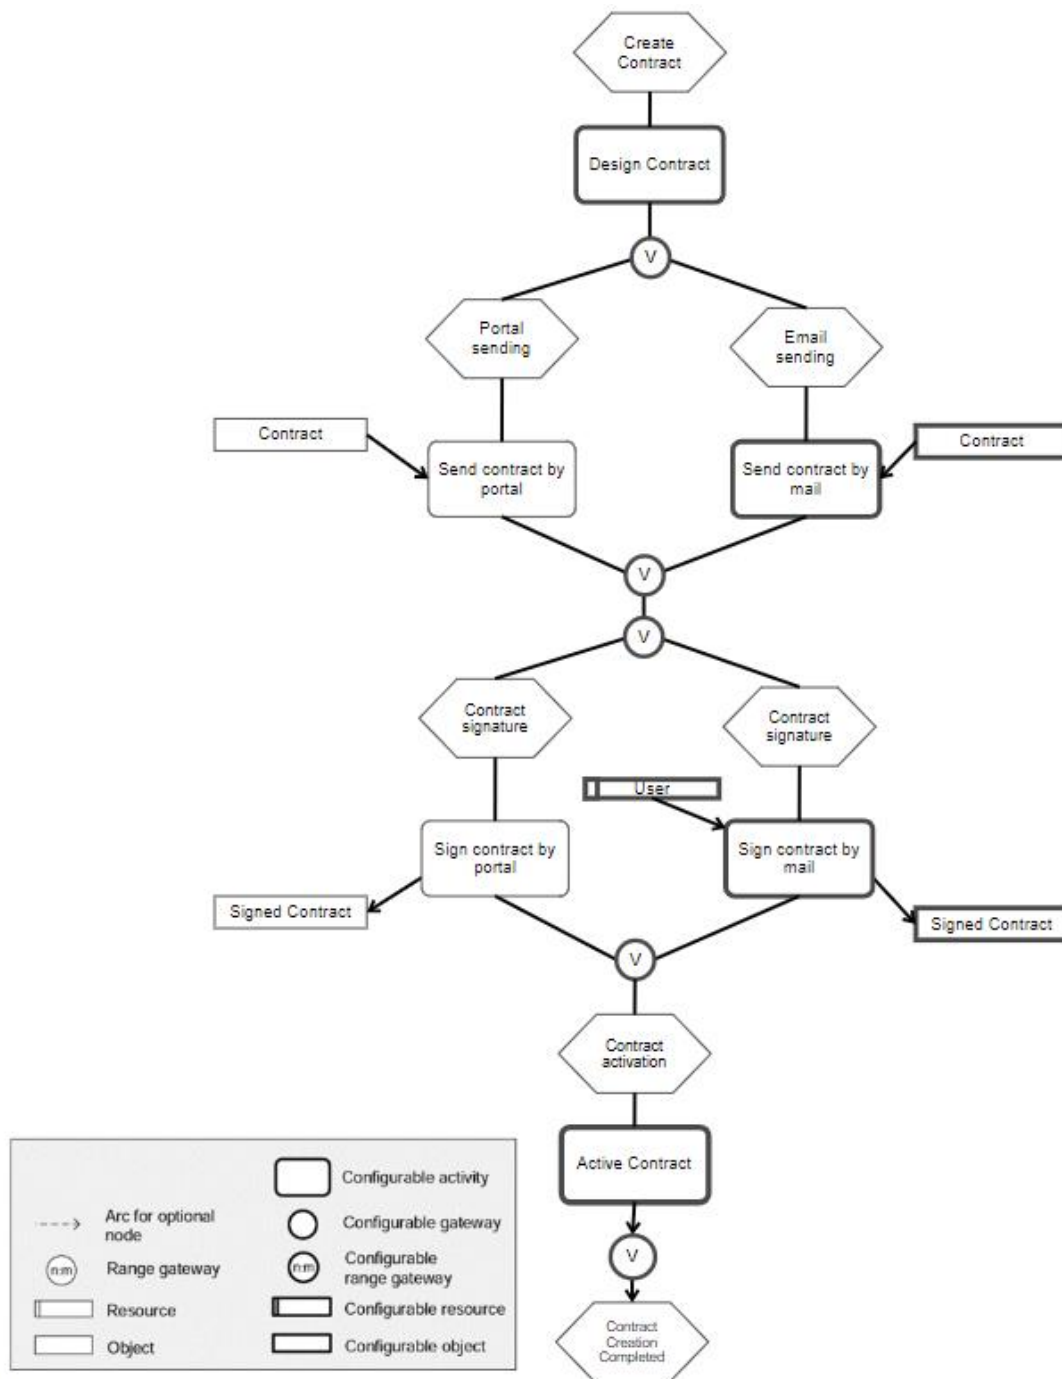 Create
Contract
Design Contract
V
Portal
sending
Email
sending
Contract
Contract
Send contract by
portal
Send contract by
mail
V
V
Contract
signature
Contract
signature
User
Sign contract by
portal
Sign contract by
mail
Signed Contract
Signed Contract
V
Contract
activation
Active Contract
V
Contract
Creation
Completed
Configurable activity
Arc for optional
node
Configurable gateway
n:m
Range gateway
n:m
Configurable
range gateway
Resource
Configurable resource
Object
Configurable object